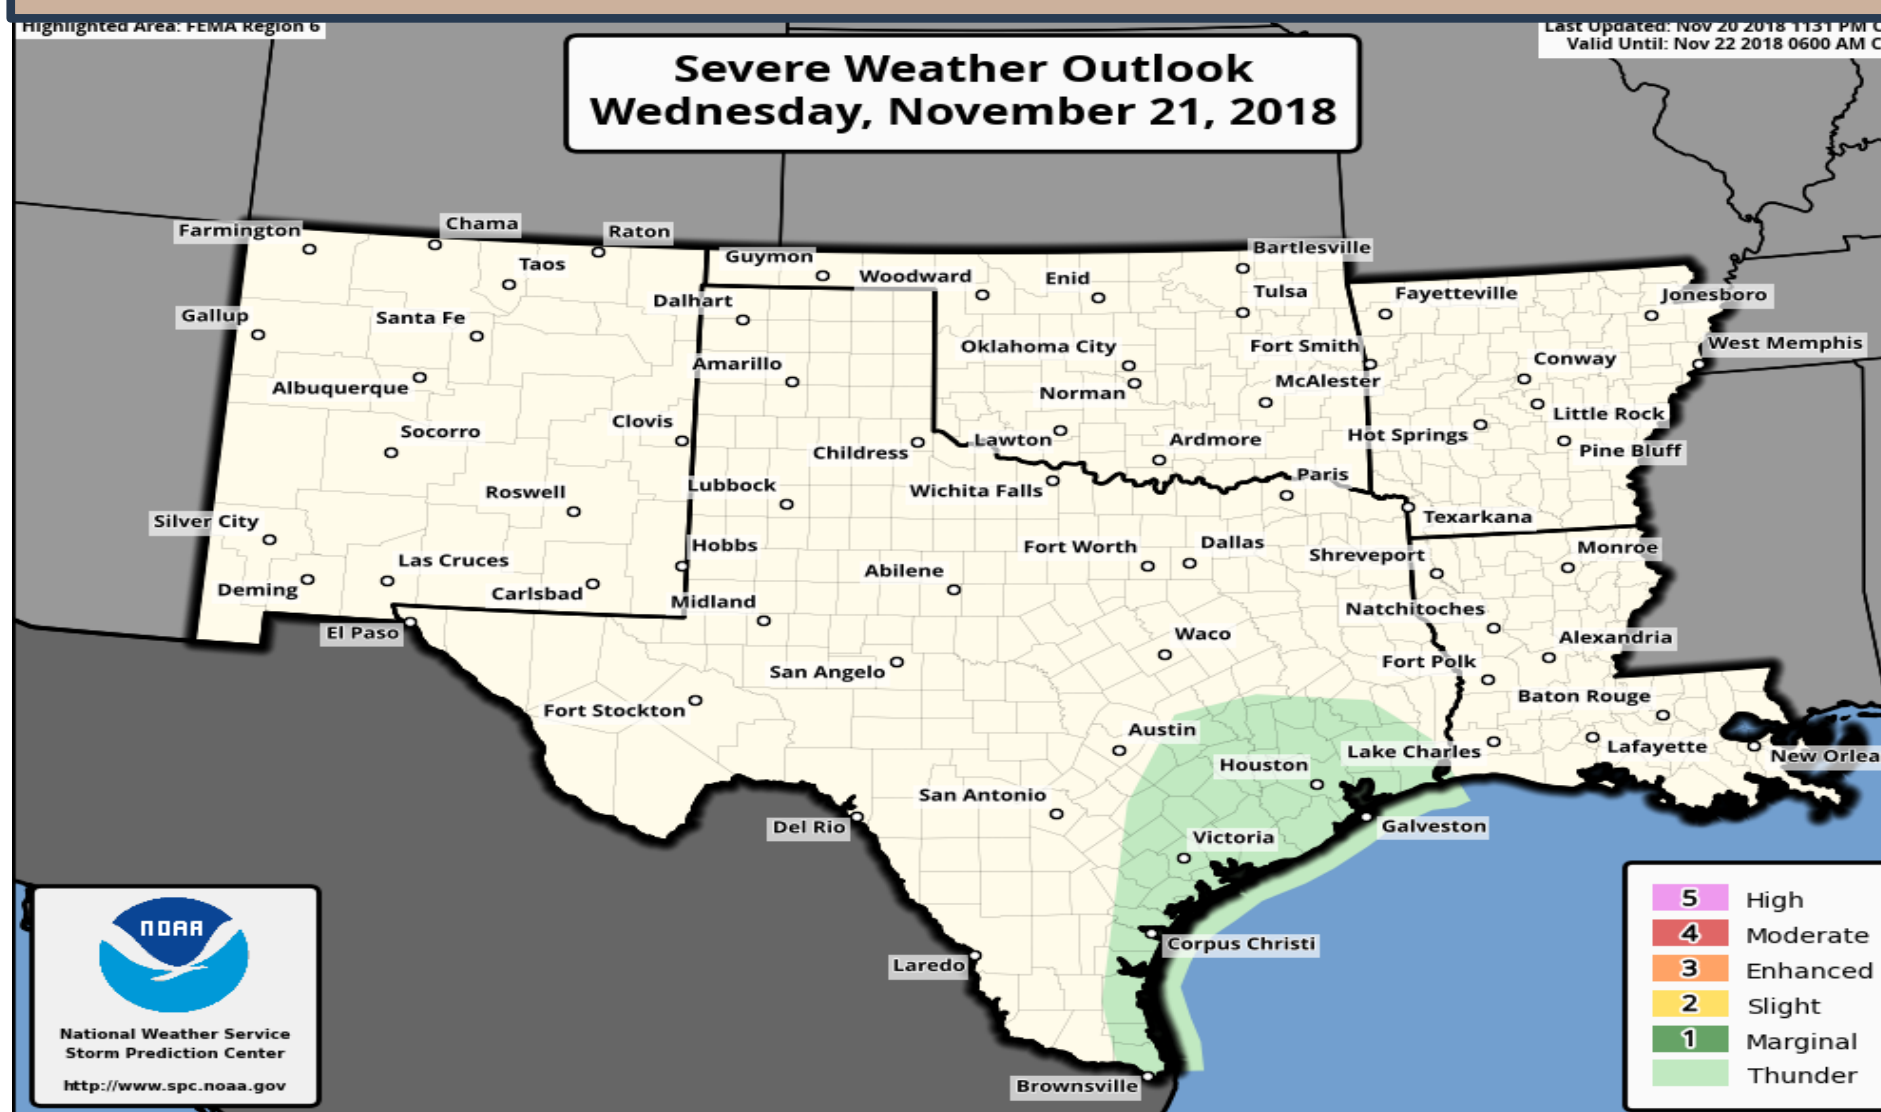 Highlighted Area: FEMA Region 6
Last Updated: Nov 20 2018 1131 PM C
Valid Until: Nov 22 2018 0600 AM C
Severe Weather Outlook
Wednesday, November 21, 2018
Farmington
Chama
Raton
Taos
Guymon
Woodward
Enid
Bartlesville
Tulsa
Dalhart
Fayetteville
Jonesboro
Gallup
Santa Fe
Amarillo
Oklahoma City
Fort Smith
West Memphis
Conway
Albuquerque
Norman
McAlester
Little Rock
Socorro
Clovis
Childress
Lawton
Ardmore
Hot Springs
Pine Bluff
Roswell
Lubbock
Wichita Falls
Paris
Silver City
Texarkana
Hobbs
Fort Worth
Dallas
Shreveport
Monroe
Las Cruces
Abilene
Deming
Carlsbad
Midland
Natchitoches
El Paso
Waco
Alexandria
San Angelo
Fort Polk
Fort Stockton
Baton Rouge
Austin
Lake Charles
Lafayette
New Orlea
Houston
San Antonio
Del Rio
Galveston
Victoria
Corpus Christi
Laredo
Brownsville
NOAA
National Weather Service
Storm Prediction Center
http://www.spc.noaa.gov
5 High
4 Moderate
3 Enhanced
2 Slight
1 Marginal
Thunder